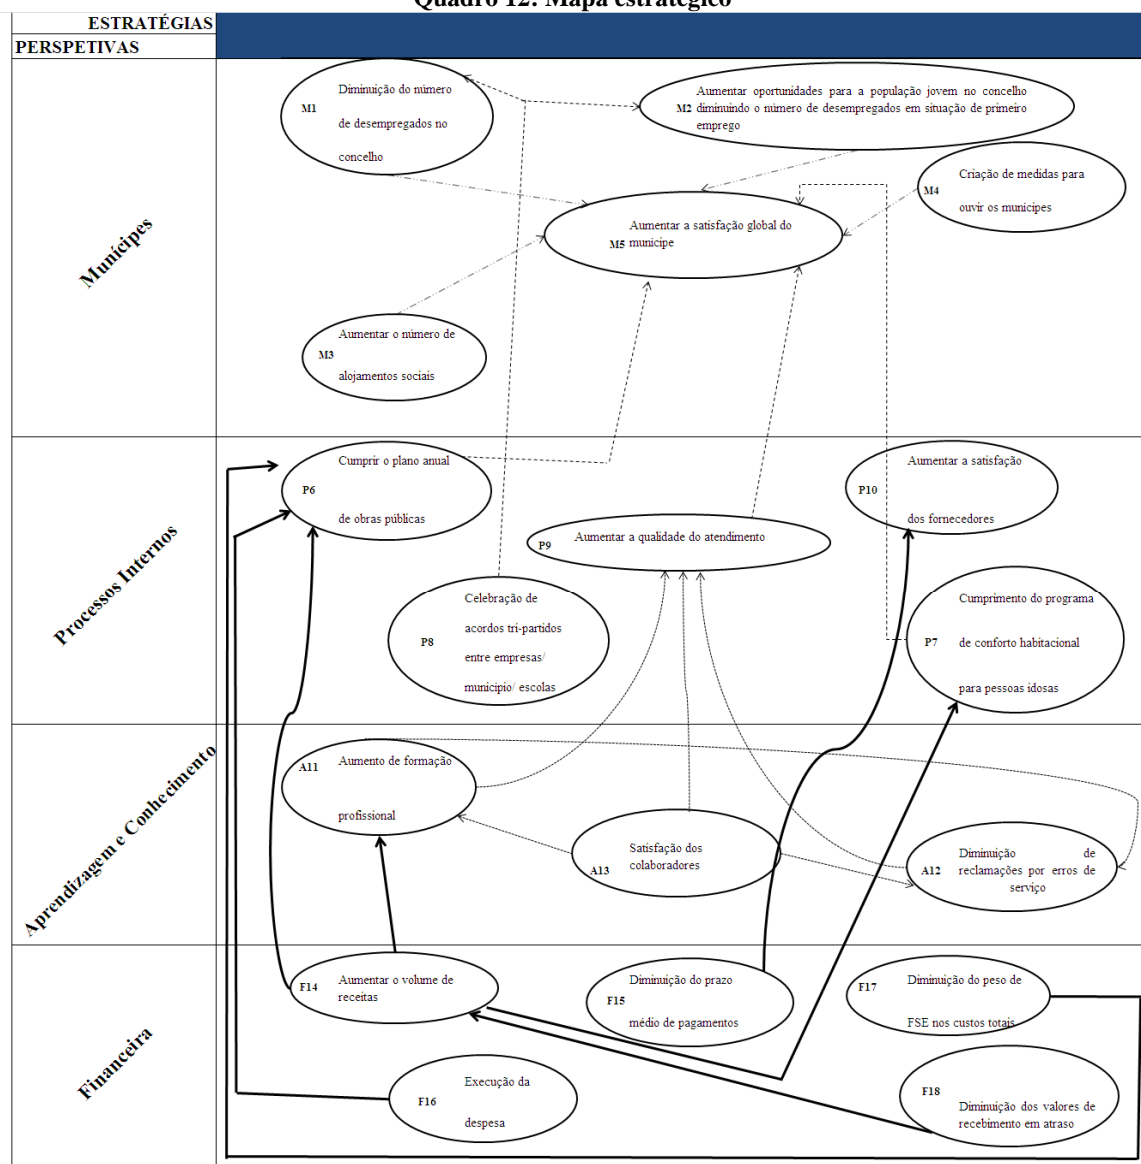 Quadro 12: Mapa estratégico
ESTRATÉGIAS
PERSPETIVAS
Munícipes
M1
Diminuição do número
de desempregados no
concelho
M2
Aumentar oportunidades para a população jovem no concelho
diminuindo o número de desempregados em situação de primeiro
emprego
M4
Criação de medidas para
ouvir os municipes
M5
Aumentar a satisfação global do
municipe
M3
Aumentar o número de
alojamentos sociais
Processos Internos
P6
Cumprir o plano anual
de obras públicas
P10
Aumentar a satisfação
dos fornecedores
P9
Aumentar a qualidade do atendimento
P8
Celebração de
acordos tri-partidos
entre empresas/
municipio/ escolas
P7
Cumprimento do programa
de conforto habitacional
para pessoas idosas
Aprendizagem e Conhecimento
A11
Aumento de formação
profissional
A13
Satisfação dos
colaboradores
A12
Diminuição de
reclamações por erros de
serviço
Financeira
F14
Aumentar o volume de
receitas
F15
Diminuição do prazo
médio de pagamentos
F17
Diminuição do peso de
FSE nos custos totais
F16
Execução da
despesa
F18
Diminuição dos valores de
recebimento em atraso